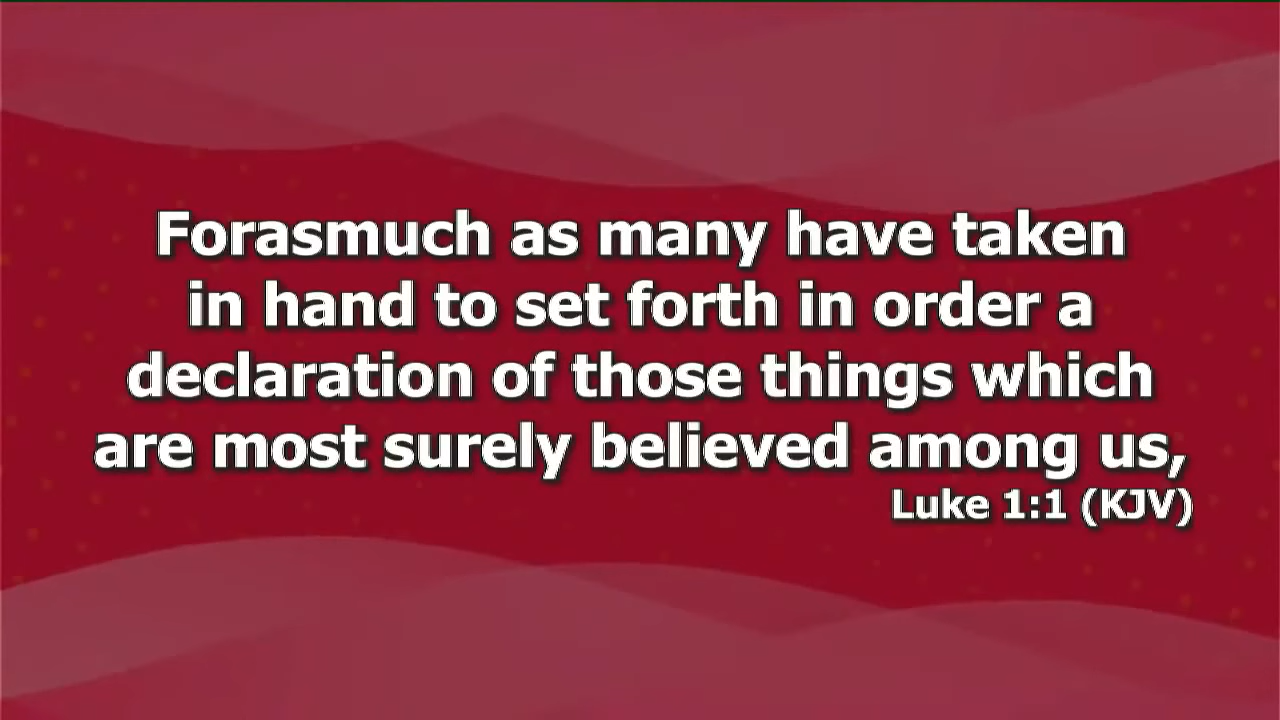 Forasmuch as many have taken
in hand to set forth in order a
declaration of those things which
are most surely believed among us,
Luke 1:1 (KJV)